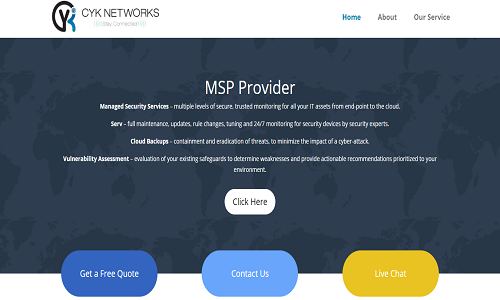 CYK NETWORKS
Stay Connected
Home About Our Service
MSP Provider
Managed Security Services – multiple levels of secure, trusted monitoring for all your IT assets from end point to the cloud.
Serv – full maintenance, updates, rule changes, tuning and 24/7 monitoring for security devices by security experts.
Cloud Backups – containment and eradication of threats, to minimize the impact of a cyber-attack.
Vulnerability Assessment – evaluation of your existing safeguards to determine weaknesses and provide actionable recommendations prioritized to your
environment.
Click Here
Get a Free Quote Contact Us Live Chat